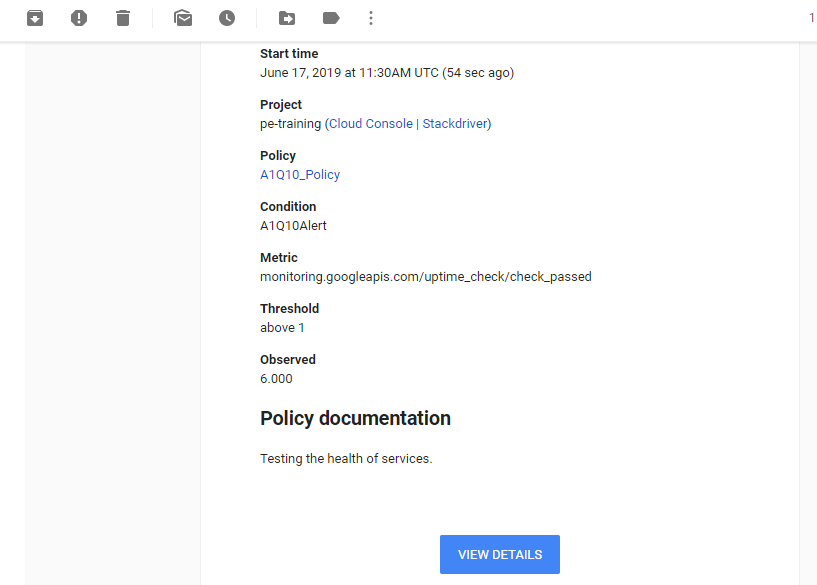 1
Start time
June 17, 2019 at 11:30AM UTC (54 sec ago)
Project
pe-training (Cloud Console | Stackdriver)
Policy
A1Q10_Policy
Condition
A1Q10Alert
Metric
monitoring.googleapis.com/uptime_check/check_passed
Threshold
above 1
Observed
6.000
Policy documentation
Testing the health of services.
VIEW DETAILS